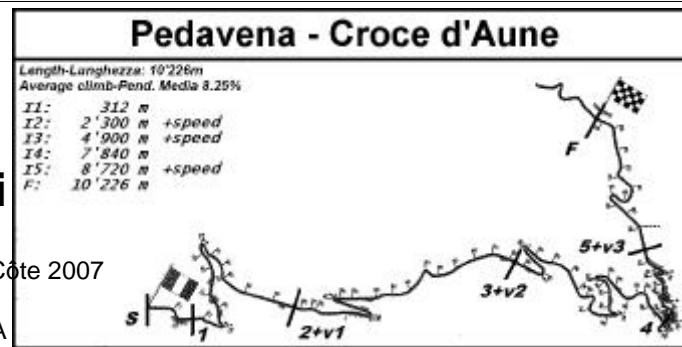 Pedavena - Croce d'Aune
Length-Langhezza: 10'226m
Average climb-Pend. Media 8.25%
I1: 312 m
I2: 2'300 m +speed
I3: 4'900 m +speed
I4: 7'840 m
I5: 8'720 m +speed
F: 10'226 m
F
i
5+v3
Côte 2007
3+v2
S
1
2+v1
4
A